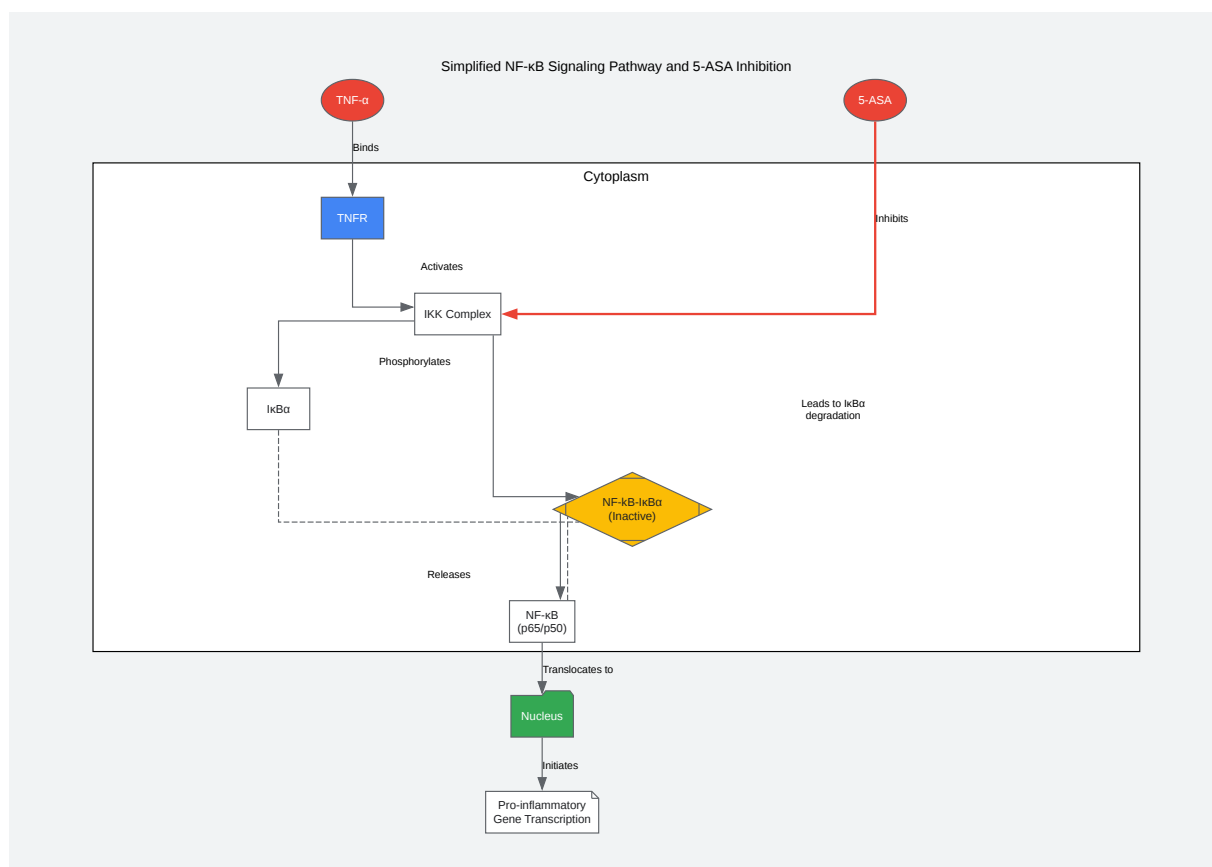 Simplified NF-κB Signaling Pathway and 5-ASA Inhibition
TNF-α
5-ASA
Binds
Cytoplasm
TNFR
Inhibits
Activates
IKK Complex
Phosphorylates
IκBα
Leads to IκBα
degradation
NF-kB-IκBα
(Inactive)
Releases
NF-κB
(p65/p50)
Translocates to
Nucleus
Initiates
Pro-inflammatory
Gene Transcription